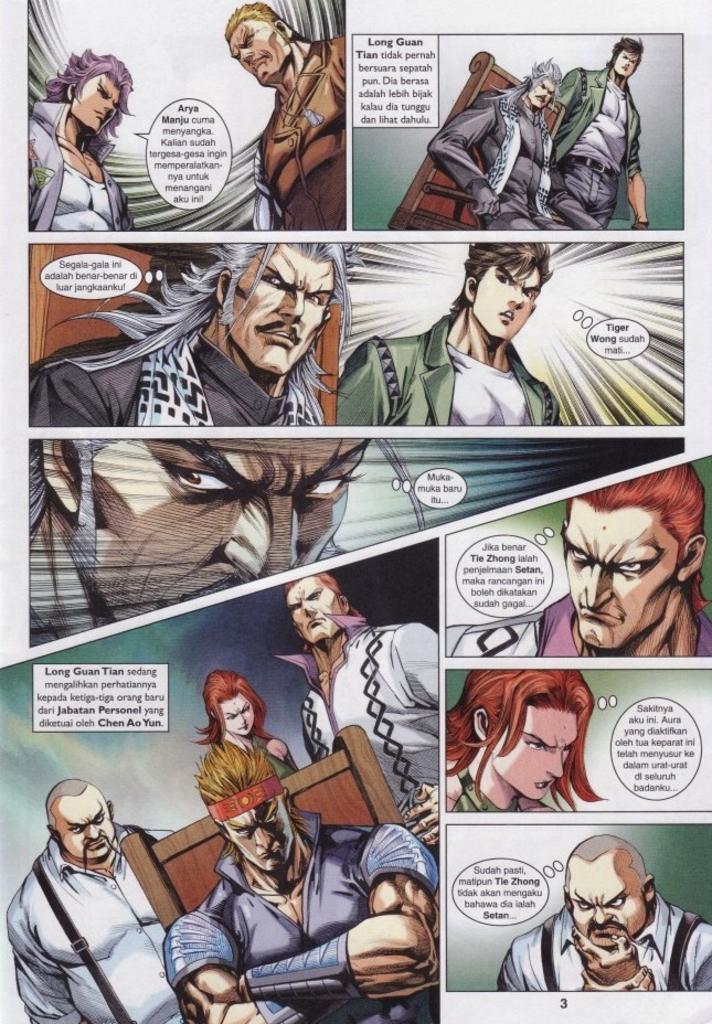 Arya
Manju cuma
menyangka.
Kalian sudah
tergesa-gesa ingin
memperalatkan-
nya untuk
menangani
aku ini!
Long Guan
Tian tidak pernah
bersuara sepatah
pun. Dia berasa
adalah lebih bijak
kalau dia tunggu
dan lihat dahulu.
Segala-gala ini
adalah benar-benar di
luar jangkaanku!
Tiger
Wong sudah
mati...
Muka-
muka baru
itu...
Jika benar
Tie Zhong ialah
penjelmaan Setan,
maka rancangan ini
boleh dikatakan
sudah gagal...
Long Guan Tian sedang
mengalihkan perhatiannya
kepada ketiga-tiga orang baru
dari Jabatan Personel yang
diketuai oleh Chen Ao Yun.
Sakitnya
aku ini. Aura
yang diaktifkan
oleh tua keparat ini
telah menyusur ke
dalam urat-urat
di seluruh
badanku...
Sudah pasti,
matipun Tie Zhong
tidak akan mengaku
bahawa dia ialah
Setan...
3